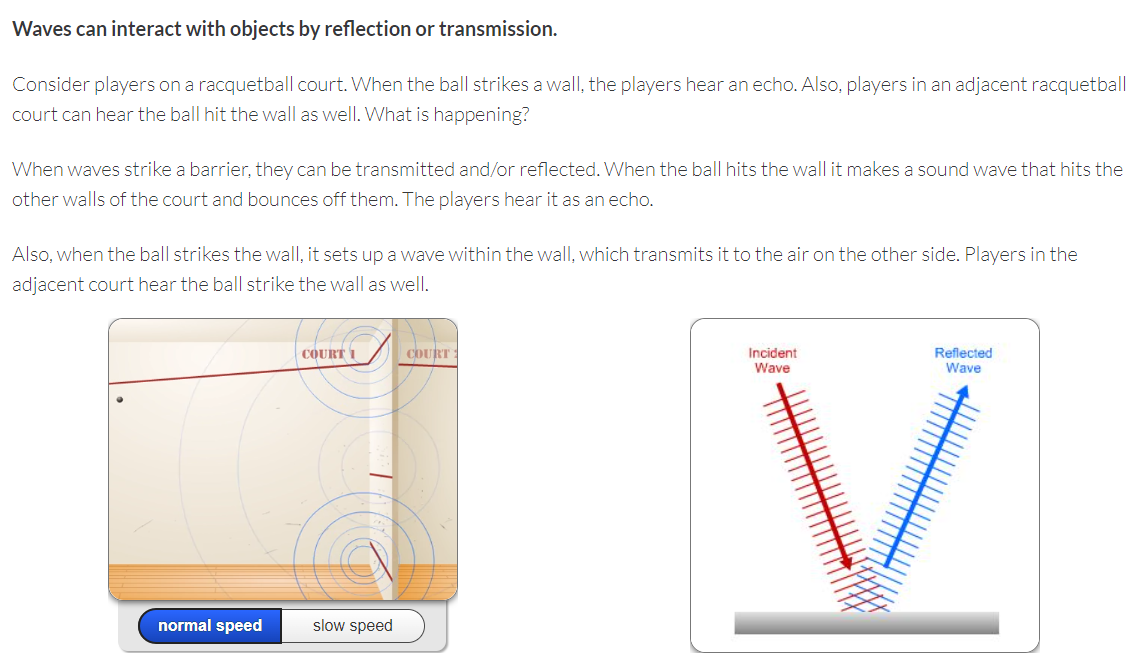 Waves can interact with objects by reflection or transmission.
Consider players on a racquetball court. When the ball strikes a wall, the players hear an echo. Also, players in an adjacent racquetball
court can hear the ball hit the wall as well. What is happening?
When waves strike a barrier, they can be transmitted and/or reflected. When the ball hits the wall it makes a sound wave that hits the
other walls of the court and bounces off them. The players hear it as an echo.
Also, when the ball strikes the wall, it sets up a wave within the wall, which transmits it to the air on the other side. Players in the
adjacent court hear the ball strike the wall as well.
COURT 1
COURT
Incident
Wave
Reflected
Wave
normal speed
slow speed